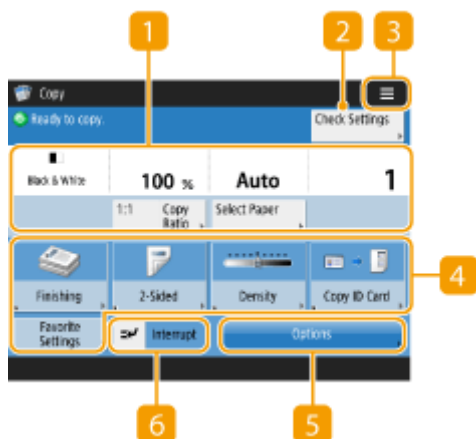 1
2
3
Copy
Ready to copy.
Check Settings
Black & White
100 %
Auto
1
1:1 Copy Ratio
Select Paper
4
Finishing
2-Sided
Density
Copy ID Card
Favorite Settings
Interrupt
Options
6
5